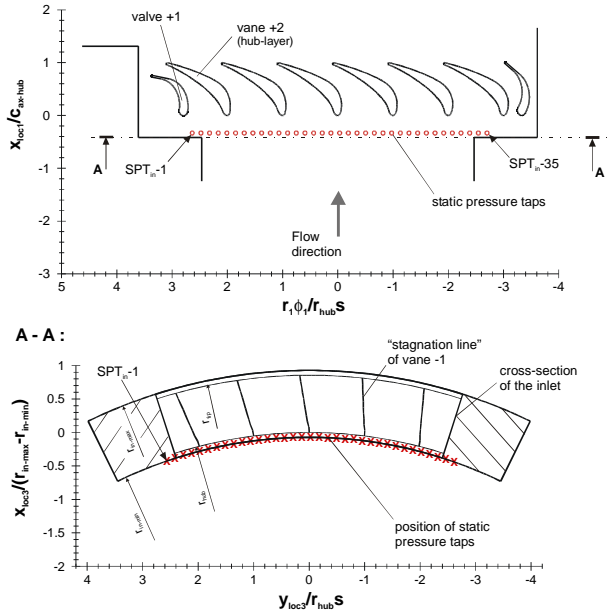 valve +1
vane +2
(hub-layer)
2
1
0
-1
-2
-3
x_loc1/c_ax-hub
A
A
SPT_in-1
SPT_in-35
static pressure taps
Flow
direction
5 4 3 2 1 0 -1 -2 -3 -4
r_1ϕ_1/r_hub s
A - A :
"stagnation line"
of vane -1
SPT_in-1
cross-section
of the inlet
1
0.5
0
-0.5
-1
-1.5
-2
x_loc3/(r_in-max-r_in-min)
r_in-max
r_tip
r_in-min
r_hub
position of static
pressure taps
4 3 2 1 0 -1 -2 -3 -4
y_loc3/r_hub s